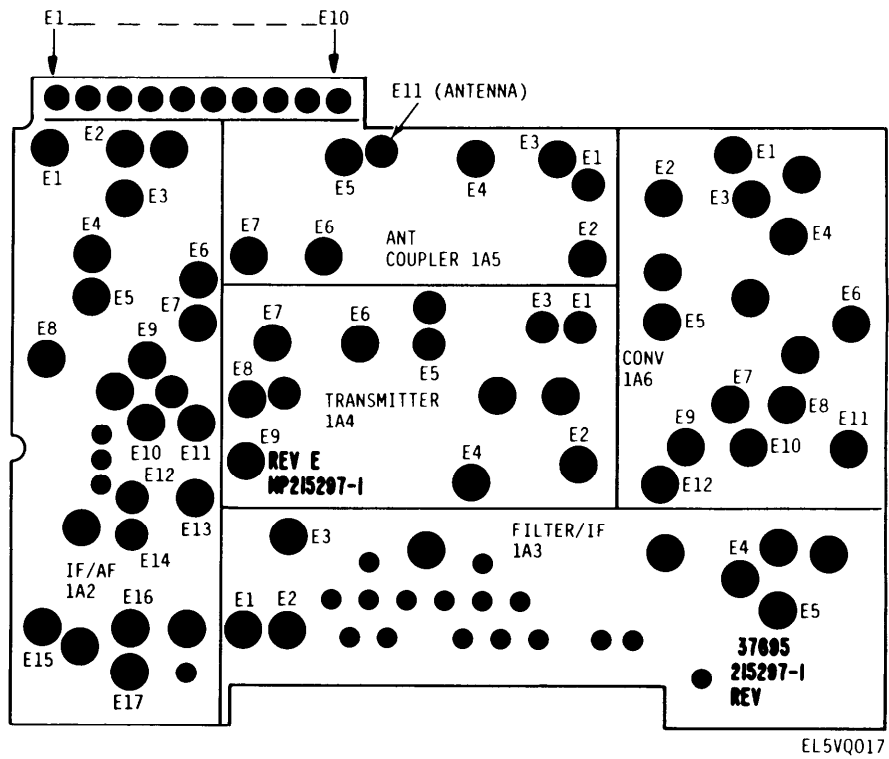 E1 E10
E11 (ANTENNA)
E1
E2
E3
E4
E5
E6
E7
E8
E9
E10
E11
E12
E13
E14
IF/AF
1A2
E15
E16
E17
E5
E4
E3
E1
E7
E6
E2
ANT
COUPLER 1A5
E7
E6
E5
E3
E1
E8
TRANSMITTER
1A4
E9
REV E
MP215297-1
E4
E2
E1
E2
E3
E4
E5
E6
CONV
1A6
E7
E8
E9
E10
E11
E12
E3
FILTER/IF
1A3
E1
E2
E4
E5
37695
215297-1
REV
EL5VQ017